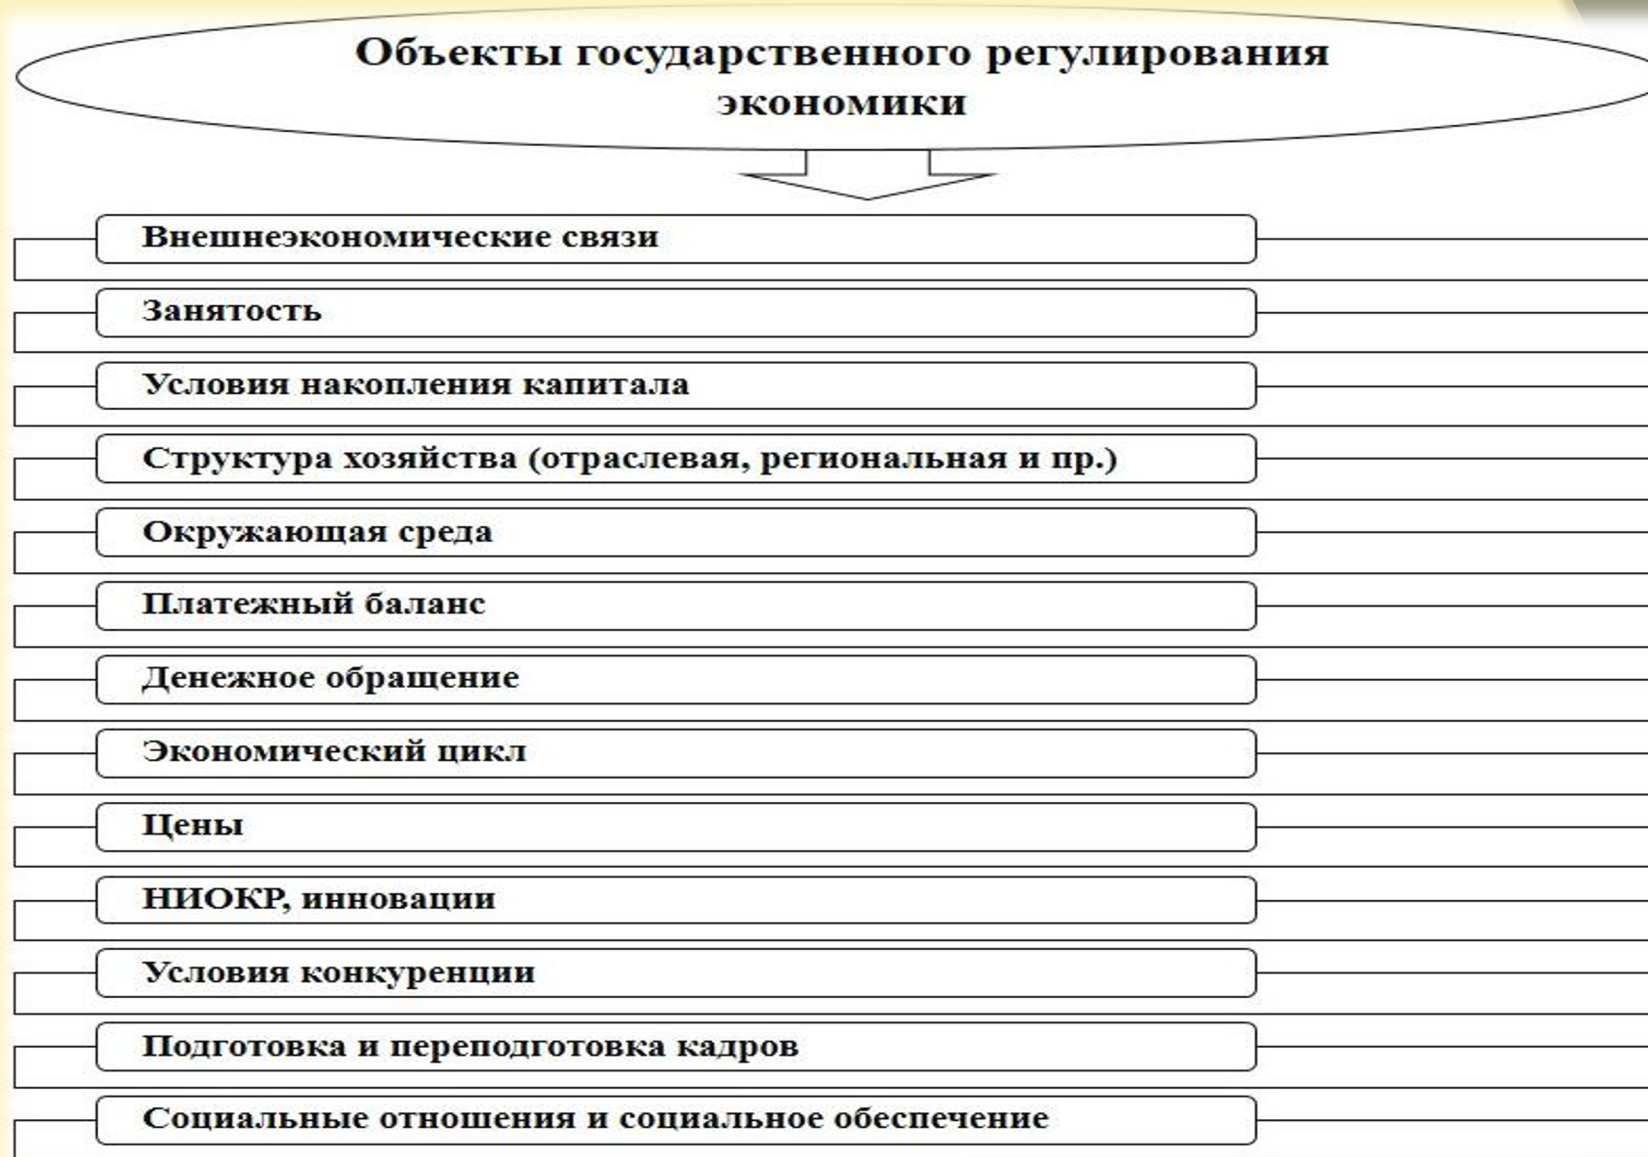 Объекты государственного регулирования
экономики
Внешнеэкономические связи
Занятость
Условия накопления капитала
Структура хозяйства (отраслевая, региональная и пр.)
Окружающая среда
Платежный баланс
Денежное обращение
Экономический цикл
Цены
НИОКР, инновации
Условия конкуренции
Подготовка и переподготовка кадров
Социальные отношения и социальное обеспечение